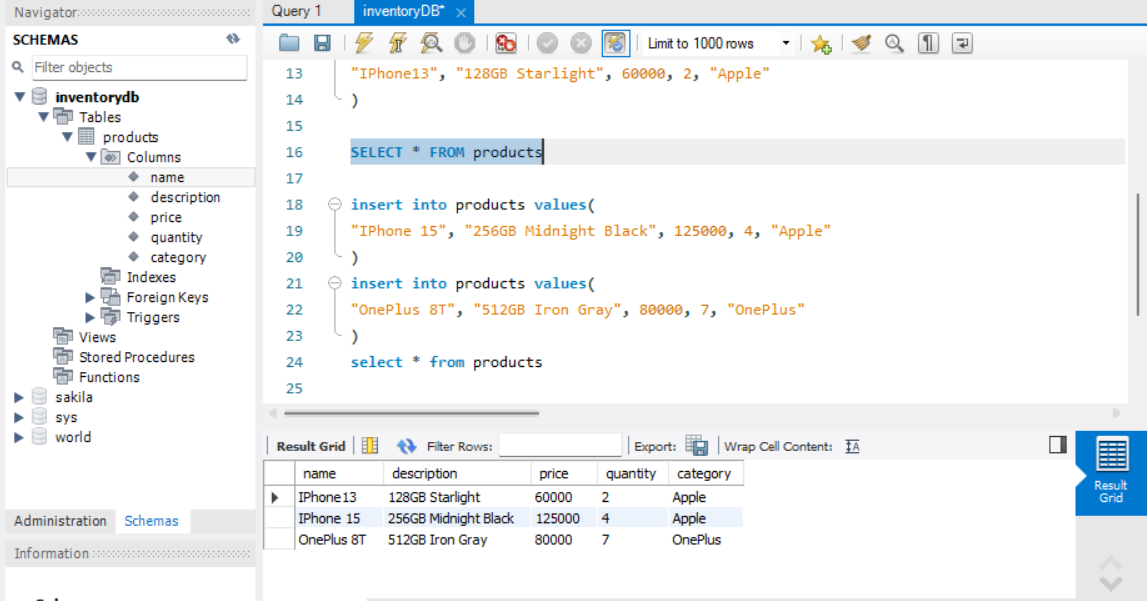 Navigator
Query 1
inventoryDB*
SCHEMAS
Limit to 1000 rows
Filter objects
inventorydb
Tables
products
Columns
name
description
price
quantity
category
Indexes
Foreign Keys
Triggers
Views
Stored Procedures
Functions
sakila
sys
world
Administration Schemas
Information
13 "IPhone13", "128GB Starlight", 60000, 2, "Apple"
14 )
15
16 SELECT * FROM products
17
18 insert into products values(
19 "IPhone 15", "256GB Midnight Black", 125000, 4, "Apple"
20 )
21 insert into products values(
22 "OnePlus 8T", "512GB Iron Gray", 80000, 7, "OnePlus"
23 )
24 select * from products
25
Result Grid Filter Rows: Export: Wrap Cell Content:
name description price quantity category
IPhone13 128GB Starlight 60000 2 Apple
IPhone 15 256GB Midnight Black 125000 4 Apple
OnePlus 8T 512GB Iron Gray 80000 7 OnePlus
Result
Grid